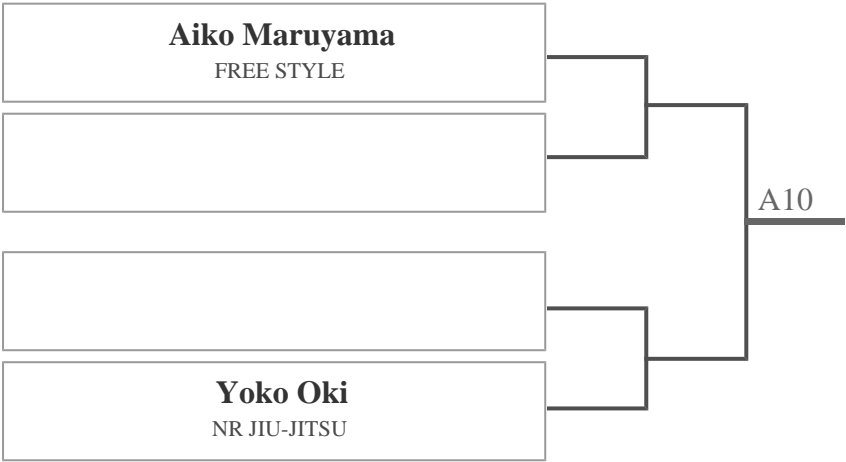 Aiko Maruyama
FREE STYLE
A10
Yoko Oki
NR JIU-JITSU